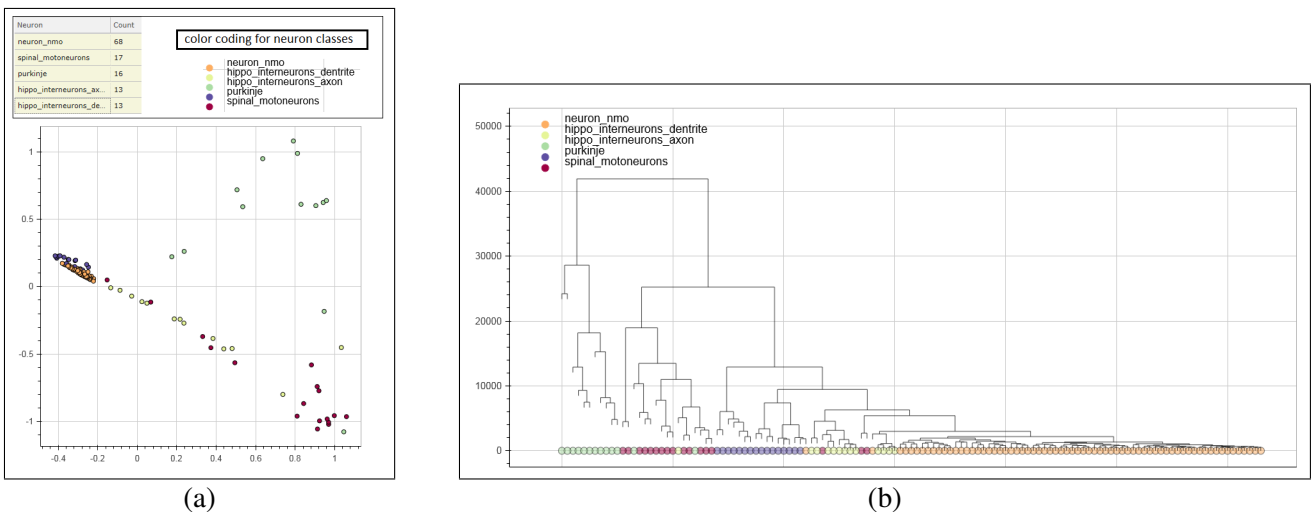 Neuron Count
neuron_nmo 68
spinal_motoneurons 17
purkinje 16
hippo_interneurons_ax... 13
hippo_interneurons_de... 13
color coding for neuron classes
neuron_nmo
hippo_interneurons_dentrite
hippo_interneurons_axon
purkinje
spinal_motoneurons
1
0.5
0
-0.5
-1
-0.4 -0.2 0 0.2 0.4 0.6 0.8 1
(a)
neuron_nmo
hippo_interneurons_dentrite
hippo_interneurons_axon
purkinje
spinal_motoneurons
50000
40000
30000
20000
10000
0
(b)